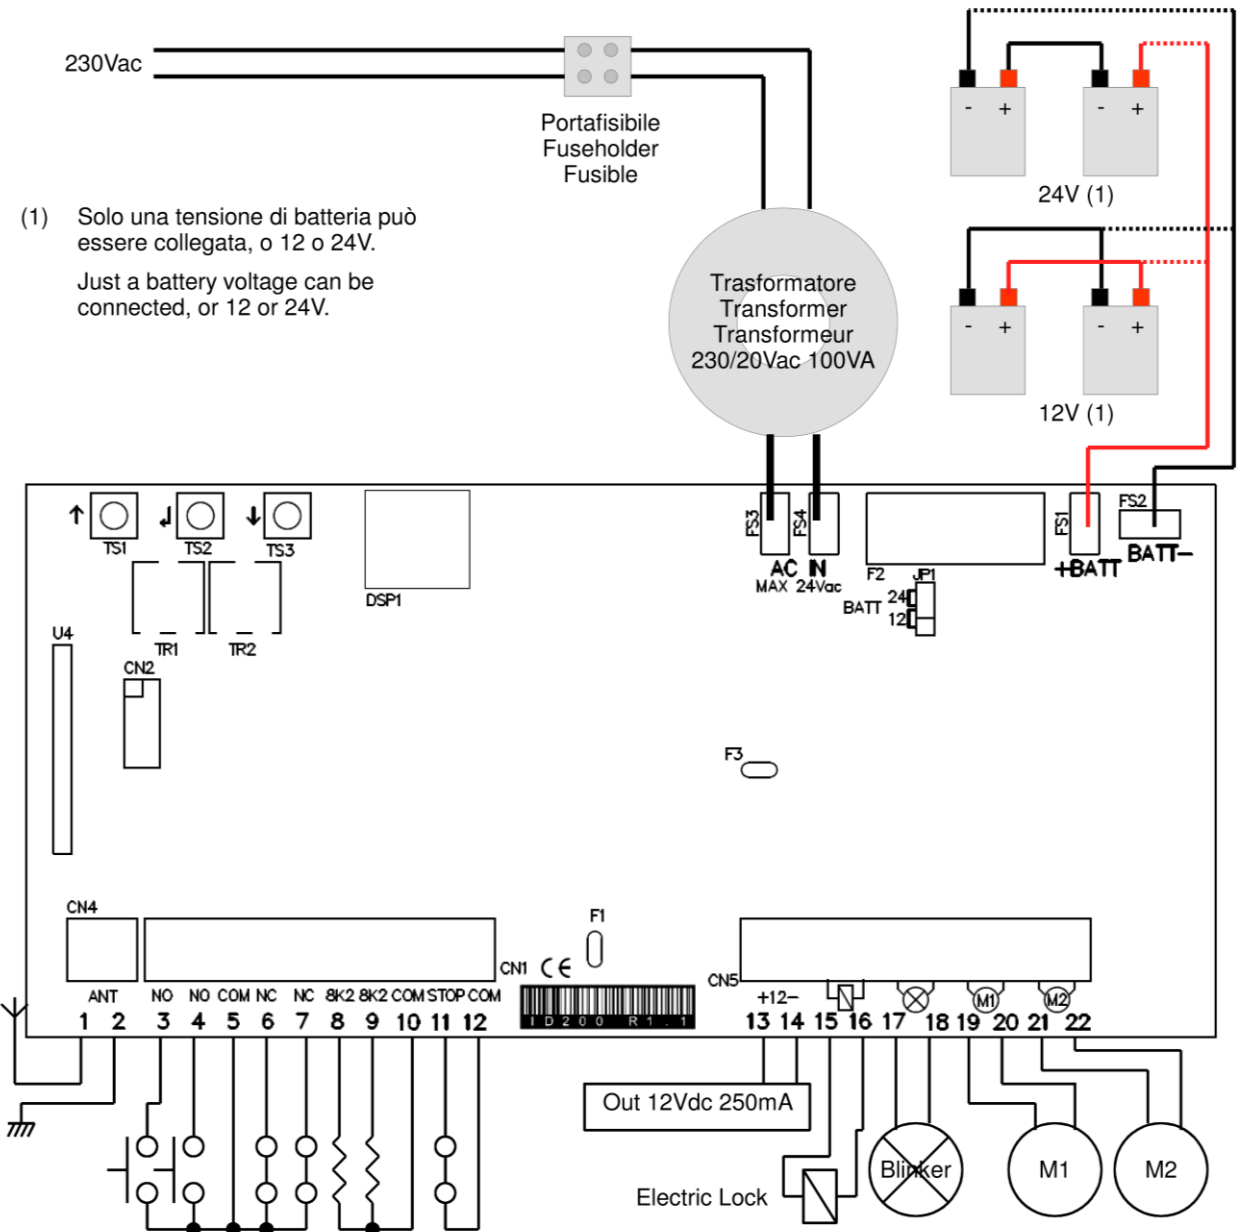 230Vac
Portafisibile
Fuseholder
Fusible
- + - +
24V (1)
(1) Solo una tensione di batteria può
essere collegata, o 12 o 24V.
Just a battery voltage can be
connected, or 12 or 24V.
Trasformatore
Transformer
Transformeur
230/20Vac 100VA
- + - +
12V (1)
TS1 TS2 TS3
DSP1
FS3 FS4
AC IN
MAX 24Vac
F2
FS1
+BATT
FS2
BATT-
JP1
BATT 24
12
TR1 TR2
U4
CN2
F3
CN4
F1
CN1 CE
CN5
ANT NO NO COM NC NC 8K2 8K2 COM STOP COM
1 2 3 4 5 6 7 8 9 10 11 12
ID200 R1.1
+12- M1 M2
13 14 15 16 17 18 19 20 21 22
Out 12Vdc 250mA
Electric Lock
Blinker
M1
M2